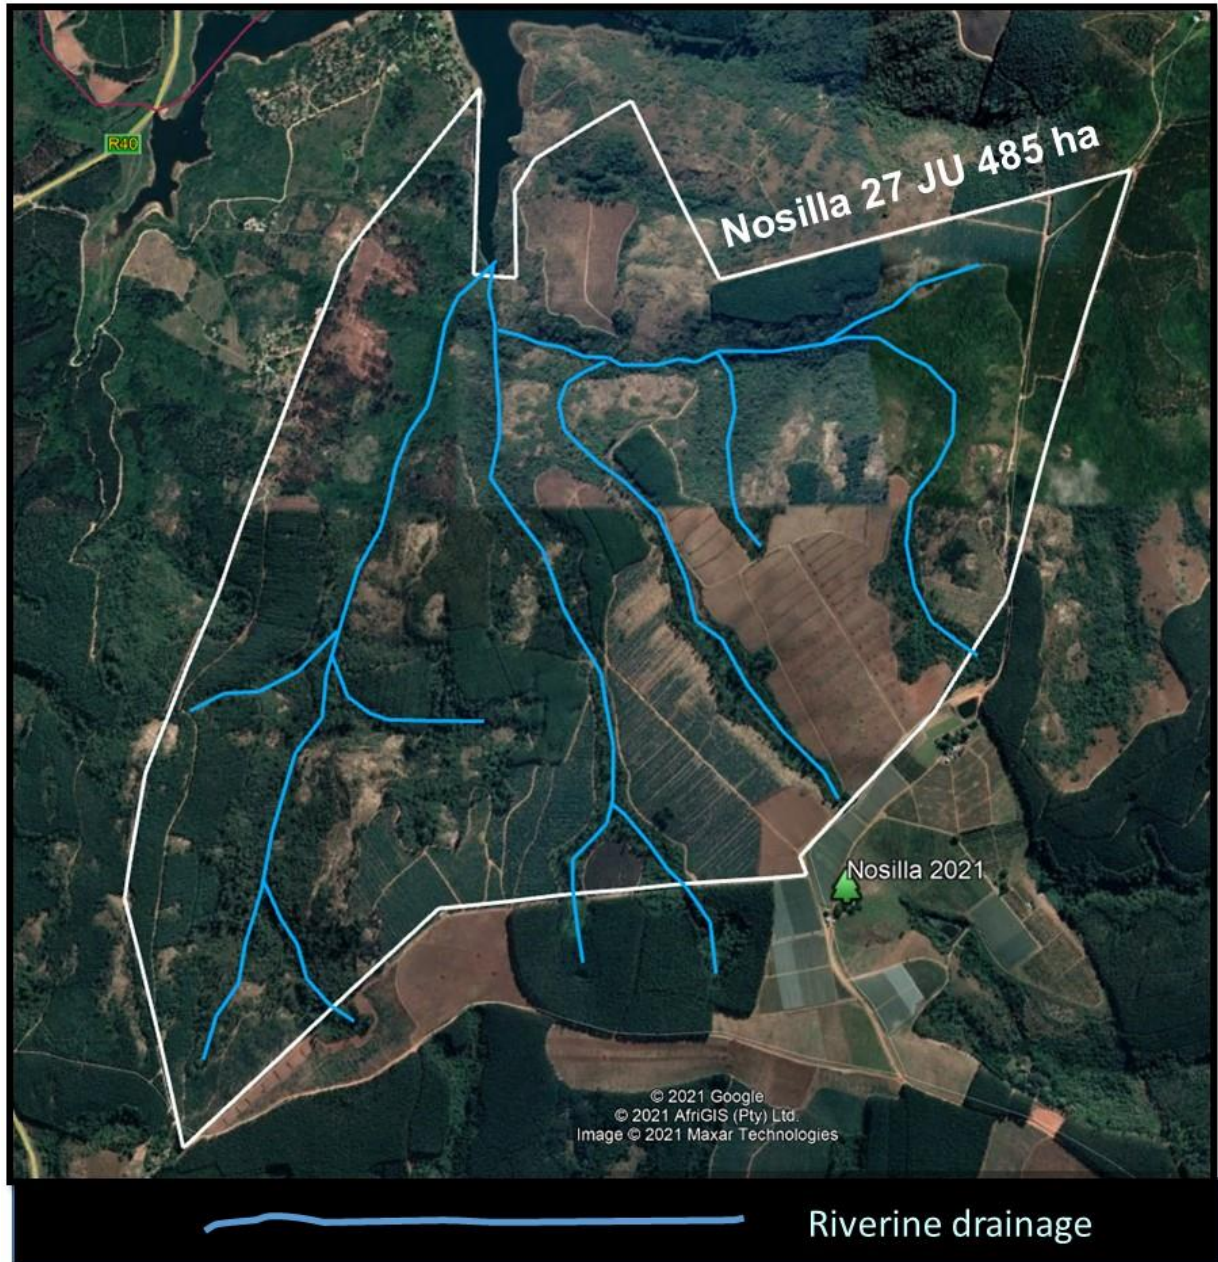 R40
Nosilla 27 JU 485 ha
Nosilla 2021
© 2021 Google
© 2021 AfriGIS (Pty) Ltd.
Image © 2021 Maxar Technologies
Riverine drainage